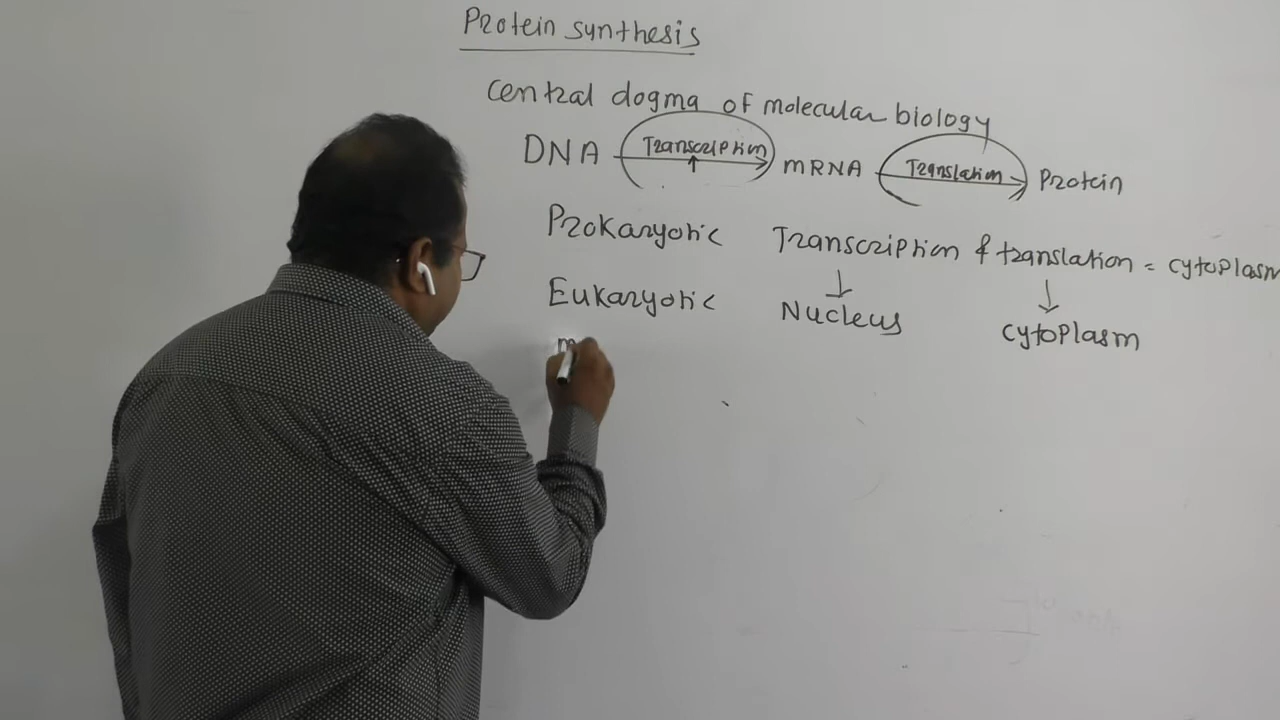 Protein synthesis
Central dogma of molecular biology
DNA Transcription mRNA Translation Protein
Prokaryotic Transcription & translation = cytoplasm
Eukaryotic Nucleus cytoplasm
m